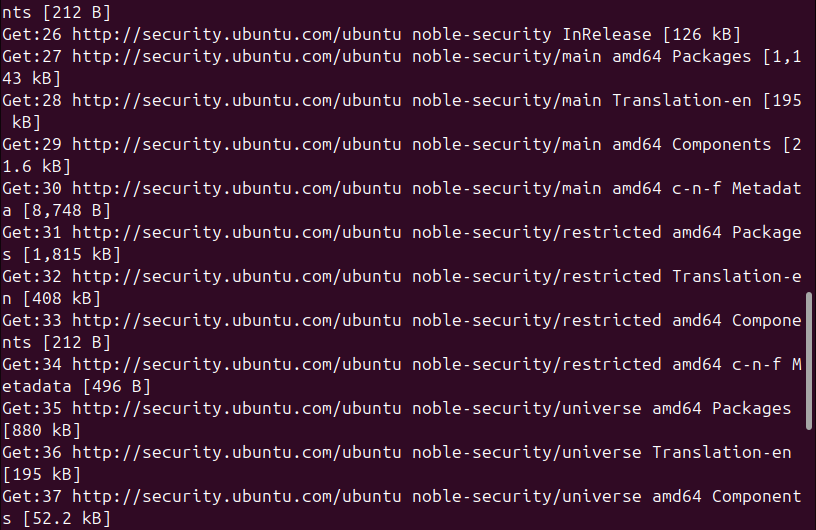 nts [212 B]
Get:26 http://security.ubuntu.com/ubuntu noble-security InRelease [126 kB]
Get:27 http://security.ubuntu.com/ubuntu noble-security/main amd64 Packages [1,1
43 kB]
Get:28 http://security.ubuntu.com/ubuntu noble-security/main Translation-en [195
 kB]
Get:29 http://security.ubuntu.com/ubuntu noble-security/main amd64 Components [2
1.6 kB]
Get:30 http://security.ubuntu.com/ubuntu noble-security/main amd64 c-n-f Metadat
a [8,748 B]
Get:31 http://security.ubuntu.com/ubuntu noble-security/restricted amd64 Package
s [1,815 kB]
Get:32 http://security.ubuntu.com/ubuntu noble-security/restricted Translation-e
n [408 kB]
Get:33 http://security.ubuntu.com/ubuntu noble-security/restricted amd64 Compone
nts [212 B]
Get:34 http://security.ubuntu.com/ubuntu noble-security/restricted amd64 c-n-f M
etadata [496 B]
Get:35 http://security.ubuntu.com/ubuntu noble-security/universe amd64 Packages
[880 kB]
Get:36 http://security.ubuntu.com/ubuntu noble-security/universe Translation-en
[195 kB]
Get:37 http://security.ubuntu.com/ubuntu noble-security/universe amd64 Component
s [52.2 kB]